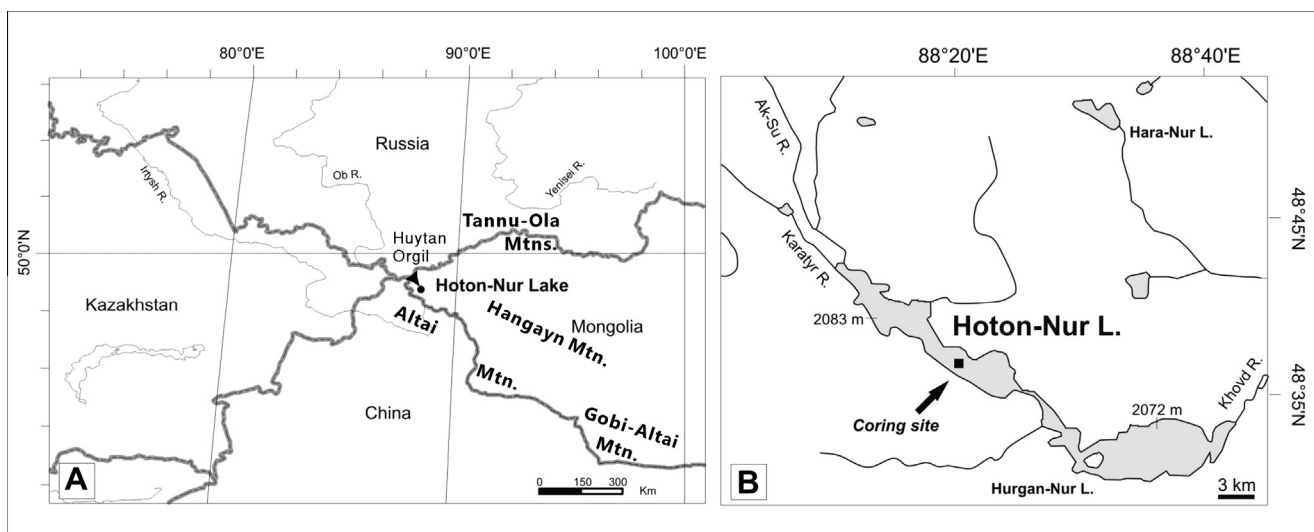 80°0'E
90°0'E
100°0'E
50°N
Russia
Irtysh R.
Ob R.
Yenisei R.
Tannu-Ola
Mtns.
Huytan
Orgil
Hoton-Nur Lake
Kazakhstan
Altai
Hangayn Mtn.
Mongolia
Mtn.
China
Gobi-Altai
Mtn.
A
0 150 300
Km
88°20'E
88°40'E
Ak-Su R.
Hara-Nur L.
48°45'N
Karatyr R.
2083 m
Hoton-Nur L.
Khovd R.
48°35'N
Coring site
2072 m
Hurgan-Nur L.
B
3 km